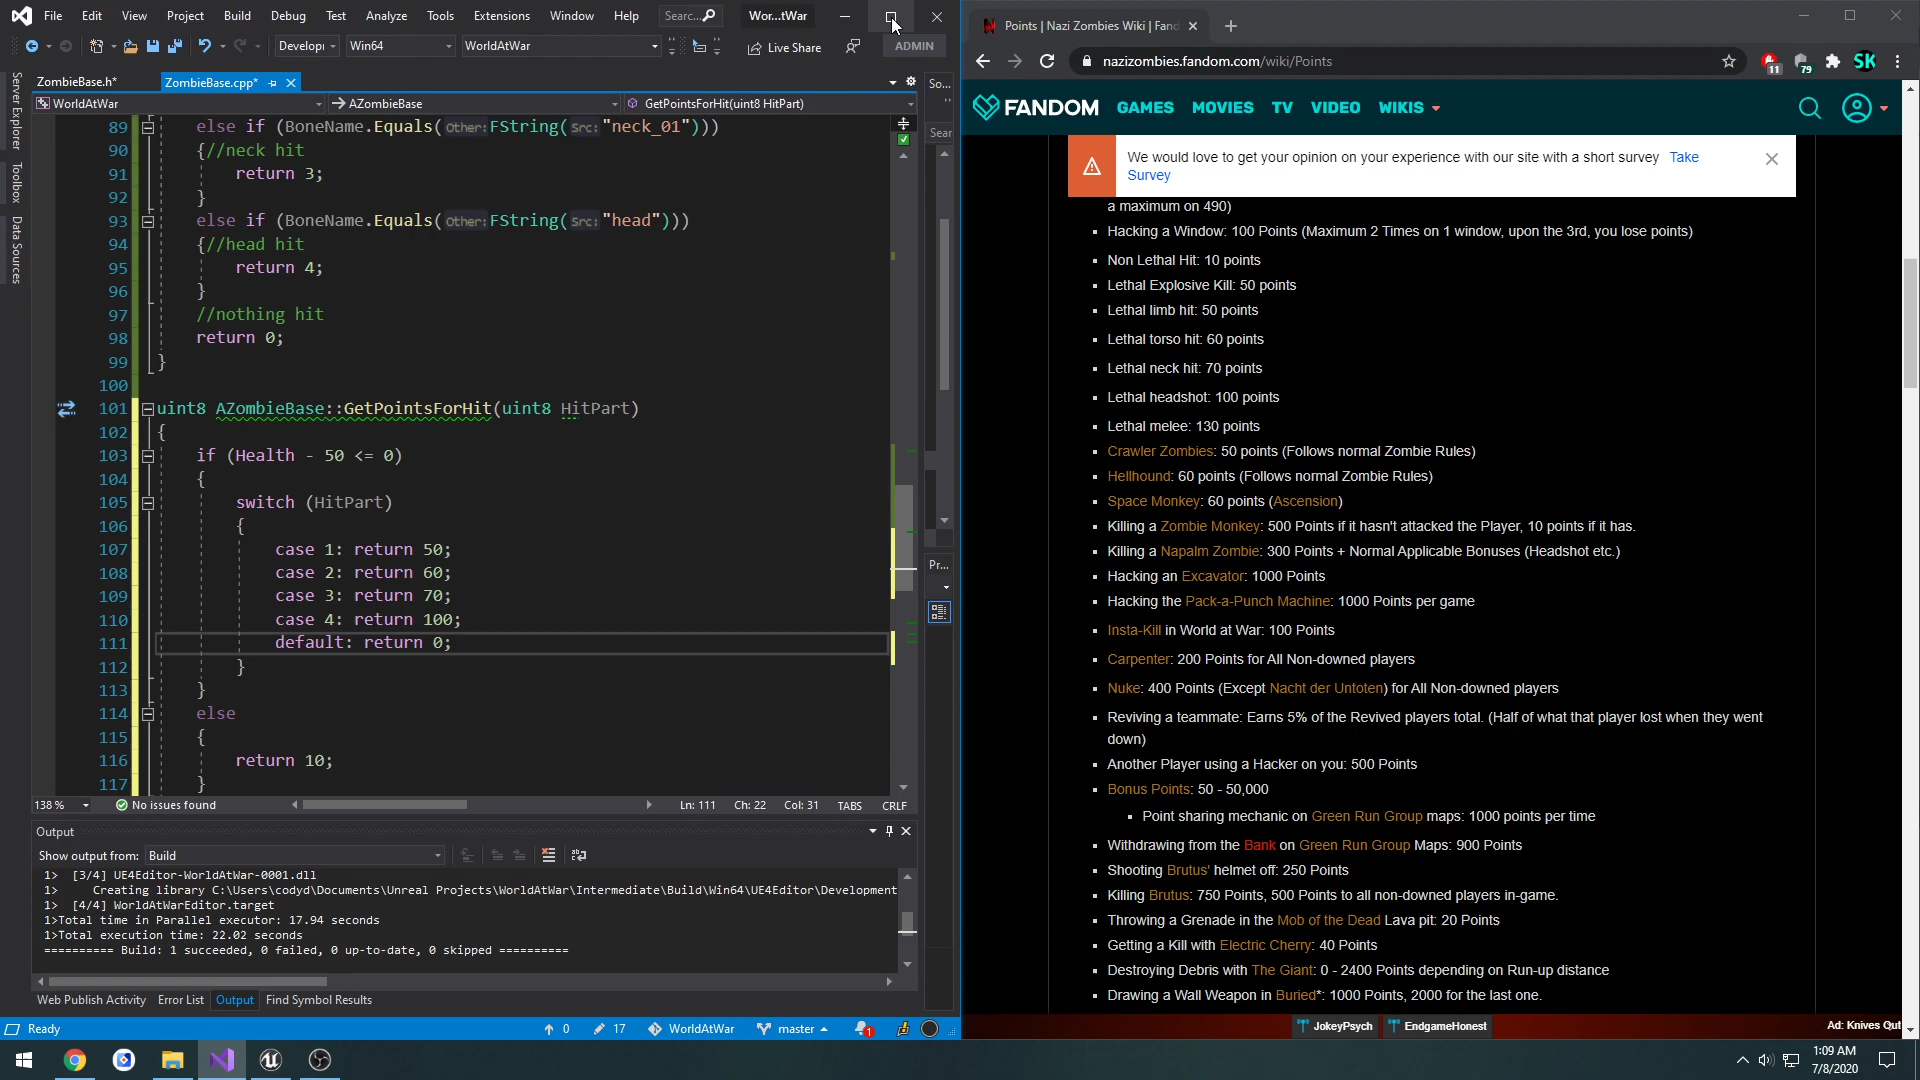 File Edit View Project Build Debug Test Analyze Tools Extensions Window Help Searc... Wor...tWar
Develop Win64 WorldAtWar Live Share ADMIN
Server Explorer
Toolbox
Data Sources
ZombieBase.h* ZombieBase.cpp*
WorldAtWar AZombieBase GetPointsForHit(uint8 HitPart)
89 else if (BoneName.Equals(Other:FString(Src:"neck_01")))
90 {//neck hit
91 return 3;
92 }
93 else if (BoneName.Equals(Other:FString(Src:"head")))
94 {//head hit
95 return 4;
96 }
97 //nothing hit
98 return 0;
99 }
100
101 uint8 AZombieBase::GetPointsForHit(uint8 HitPart)
102 {
103 if (Health - 50 <= 0)
104 {
105 switch (HitPart)
106 {
107 case 1: return 50;
108 case 2: return 60;
109 case 3: return 70;
110 case 4: return 100;
111 default: return 0;
112 }
113 }
114 else
115 {
116 return 10;
117 }
So...
Sear
Pr...
138 % No issues found Ln: 111 Ch: 22 Col: 31 TABS CRLF
Output
Show output from: Build
1> [3/4] UE4Editor-WorldAtWar-0001.dll
1> Creating library C:\Users\codyd\Documents\Unreal Projects\WorldAtWar\Intermediate\Build\Win64\UE4Editor\Development
1> [4/4] WorldAtWarEditor.target
1>Total time in Parallel executor: 17.94 seconds
1>Total execution time: 22.02 seconds
========== Build: 1 succeeded, 0 failed, 0 up-to-date, 0 skipped ==========
Web Publish Activity Error List Output Find Symbol Results
Ready 0 17 WorldAtWar master 1
Points | Nazi Zombies Wiki | Fand
nazizombies.fandom.com/wiki/Points 11 79 SK
FANDOM GAMES MOVIES TV VIDEO WIKIS
We would love to get your opinion on your experience with our site with a short survey Take
Survey
a maximum on 490)
Hacking a Window: 100 Points (Maximum 2 Times on 1 window, upon the 3rd, you lose points)
Non Lethal Hit: 10 points
Lethal Explosive Kill: 50 points
Lethal limb hit: 50 points
Lethal torso hit: 60 points
Lethal neck hit: 70 points
Lethal headshot: 100 points
Lethal melee: 130 points
Crawler Zombies: 50 points (Follows normal Zombie Rules)
Hellhound: 60 points (Follows normal Zombie Rules)
Space Monkey: 60 points (Ascension)
Killing a Zombie Monkey: 500 Points if it hasn't attacked the Player, 10 points if it has.
Killing a Napalm Zombie: 300 Points + Normal Applicable Bonuses (Headshot etc.)
Hacking an Excavator: 1000 Points
Hacking the Pack-a-Punch Machine: 1000 Points per game
Insta-Kill in World at War: 100 Points
Carpenter: 200 Points for All Non-downed players
Nuke: 400 Points (Except Nacht der Untoten) for All Non-downed players
Reviving a teammate: Earns 5% of the Revived players total. (Half of what that player lost when they went
down)
Another Player using a Hacker on you: 500 Points
Bonus Points: 50 - 50,000
Point sharing mechanic on Green Run Group maps: 1000 points per time
Withdrawing from the Bank on Green Run Group Maps: 900 Points
Shooting Brutus' helmet off: 250 Points
Killing Brutus: 750 Points, 500 Points to all non-downed players in-game.
Throwing a Grenade in the Mob of the Dead Lava pit: 20 Points
Getting a Kill with Electric Cherry: 40 Points
Destroying Debris with The Giant: 0 - 2400 Points depending on Run-up distance
Drawing a Wall Weapon in Buried*: 1000 Points, 2000 for the last one.
JokeyPsych EndgameHonest Ad: Knives Out
1:09 AM
7/8/2020